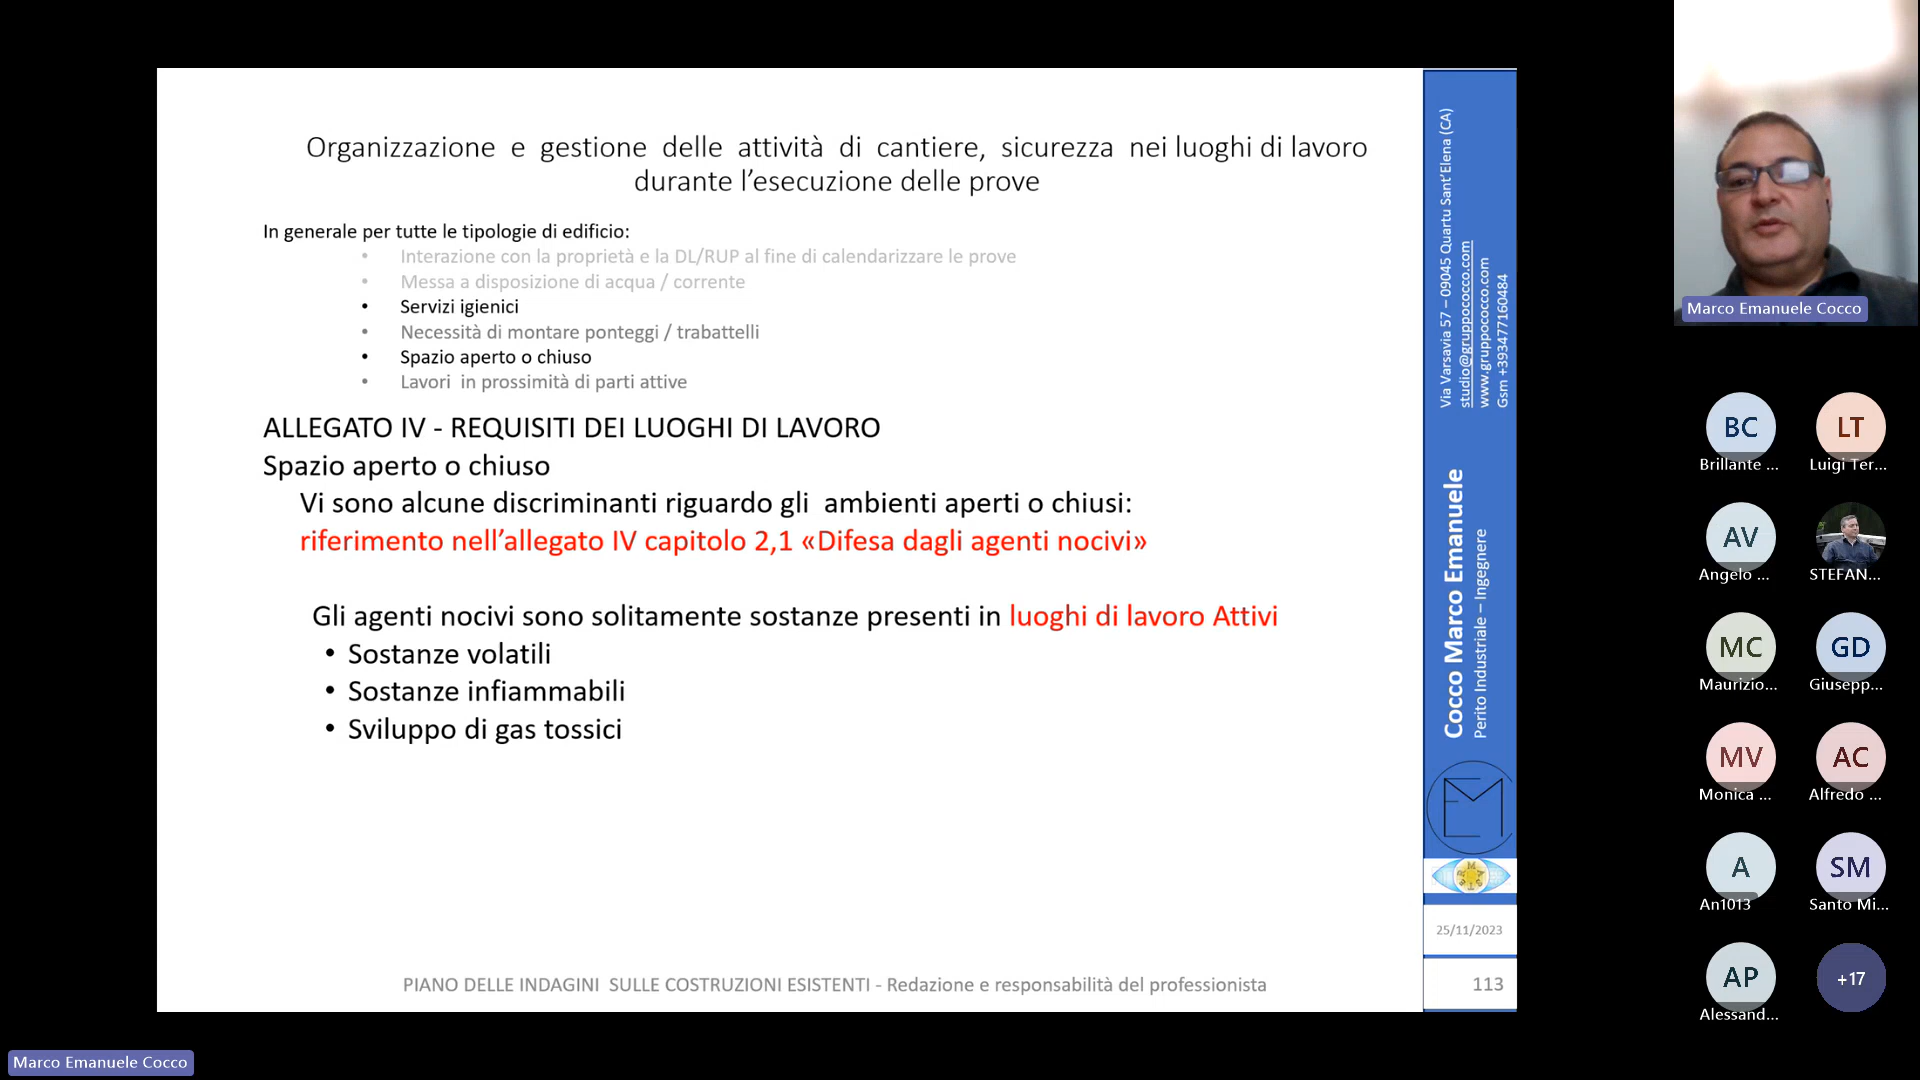 Organizzazione e gestione delle attività di cantiere, sicurezza nei luoghi di lavoro
durante l'esecuzione delle prove
In generale per tutte le tipologie di edificio:
• Interazione con la proprietà e la DL/RUP al fine di calendarizzare le prove
• Messa a disposizione di acqua / corrente
• Servizi igienici
• Necessità di montare ponteggi / trabattelli
• Spazio aperto o chiuso
• Lavori in prossimità di parti attive
ALLEGATO IV - REQUISITI DEI LUOGHI DI LAVORO
Spazio aperto o chiuso
Vi sono alcune discriminanti riguardo gli ambienti aperti o chiusi:
riferimento nell'allegato IV capitolo 2,1 «Difesa dagli agenti nocivi»
Gli agenti nocivi sono solitamente sostanze presenti in luoghi di lavoro Attivi
• Sostanze volatili
• Sostanze infiammabili
• Sviluppo di gas tossici
PIANO DELLE INDAGINI SULLE COSTRUZIONI ESISTENTI - Redazione e responsabilità del professionista
Via Varsavia 57 – 09045 Quartu Sant'Elena (CA)
studio@gruppococco.com
www.gruppococco.com
Gsm +393477160484
Cocco Marco Emanuele
Perito Industriale – Ingegnere
EM
25/11/2023
113
Marco Emanuele Cocco
BC
Brillante ...
LT
Luigi Ter...
AV
Angelo ...
STEFAN...
MC
Maurizio...
GD
Giusepp...
MV
Monica ...
AC
Alfredo ...
A
An1013
SM
Santo Mi...
AP
Alessand...
+17
Marco Emanuele Cocco